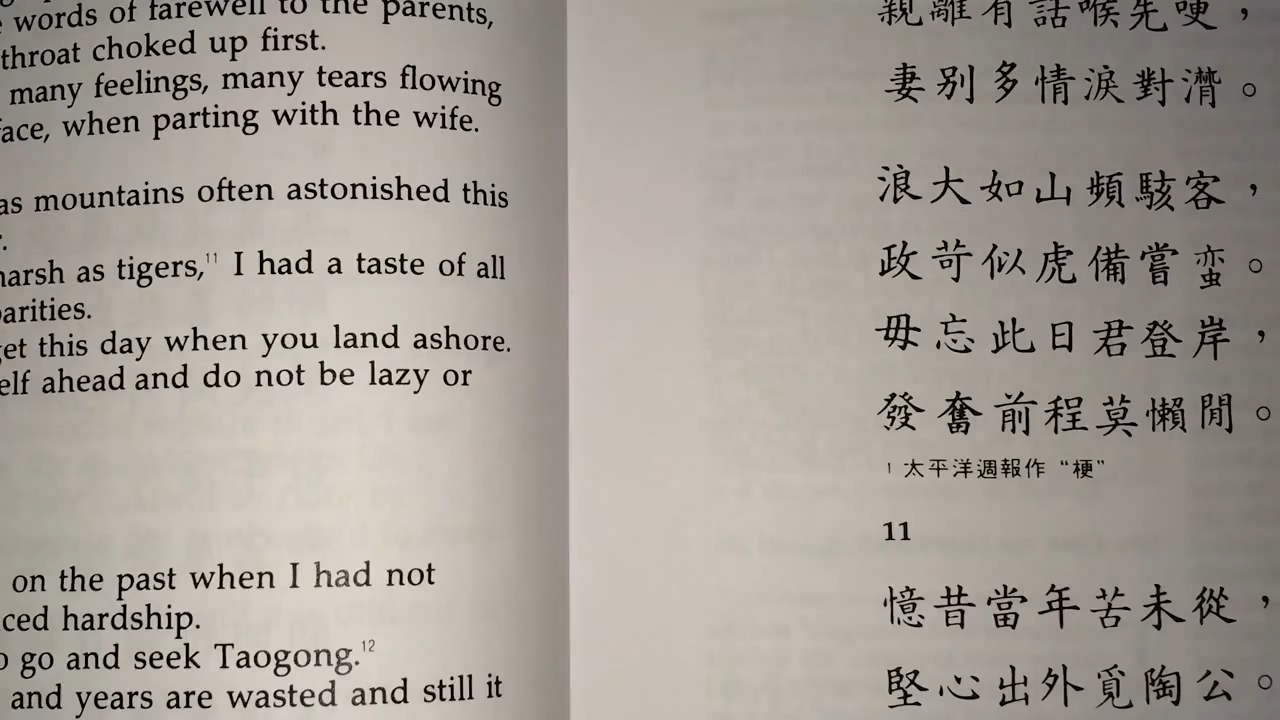 words of farewell to the parents,
throat choked up first.
many feelings, many tears flowing
face, when parting with the wife.
as mountains often astonished this
r.
harsh as tigers,¹¹ I had a taste of all
parities.
get this day when you land ashore.
elf ahead and do not be lazy or
on the past when I had not
ced hardship.
o go and seek Taogong.¹²
and years are wasted and still it
親離有話喉先哽，
妻別多情淚對潸。
浪大如山頻駭客，
政苛似虎備嘗蛮。
毋忘此日君登岸，
發奮前程莫懶閒。
1 太平洋週報作“梗”
11
憶昔當年苦未從，
堅心出外覓陶公。